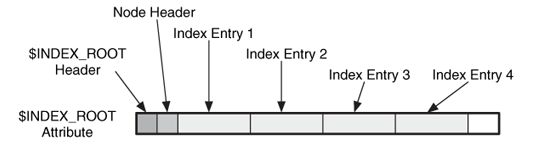 Node Header
Index Entry 1
$INDEX_ROOT
Header
Index Entry 2
Index Entry 3
Index Entry 4
$INDEX_ROOT
Attribute